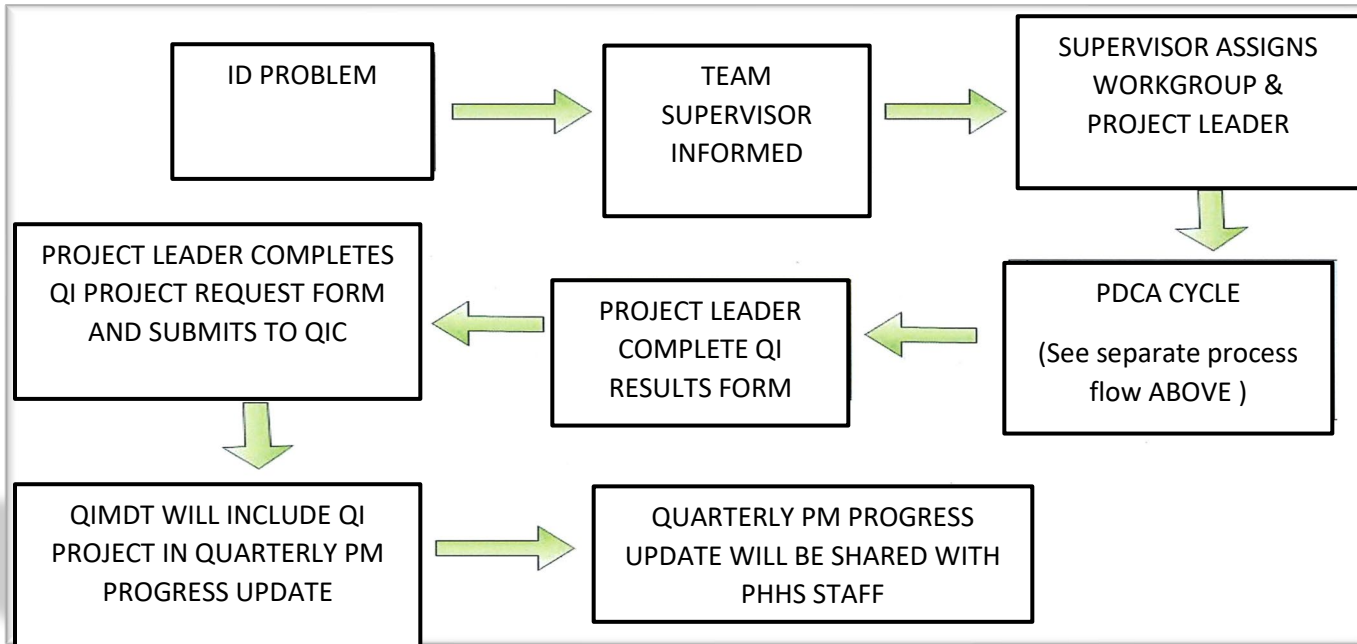 ID PROBLEM
TEAM
SUPERVISOR
INFORMED
SUPERVISOR ASSIGNS
WORKGROUP &
PROJECT LEADER
PDCA CYCLE
(See separate process
flow ABOVE )
PROJECT LEADER
COMPLETE QI
RESULTS FORM
PROJECT LEADER COMPLETES
QI PROJECT REQUEST FORM
AND SUBMITS TO QIC
QIMDT WILL INCLUDE QI
PROJECT IN QUARTERLY PM
PROGRESS UPDATE
QUARTERLY PM PROGRESS
UPDATE WILL BE SHARED WITH
PHHS STAFF